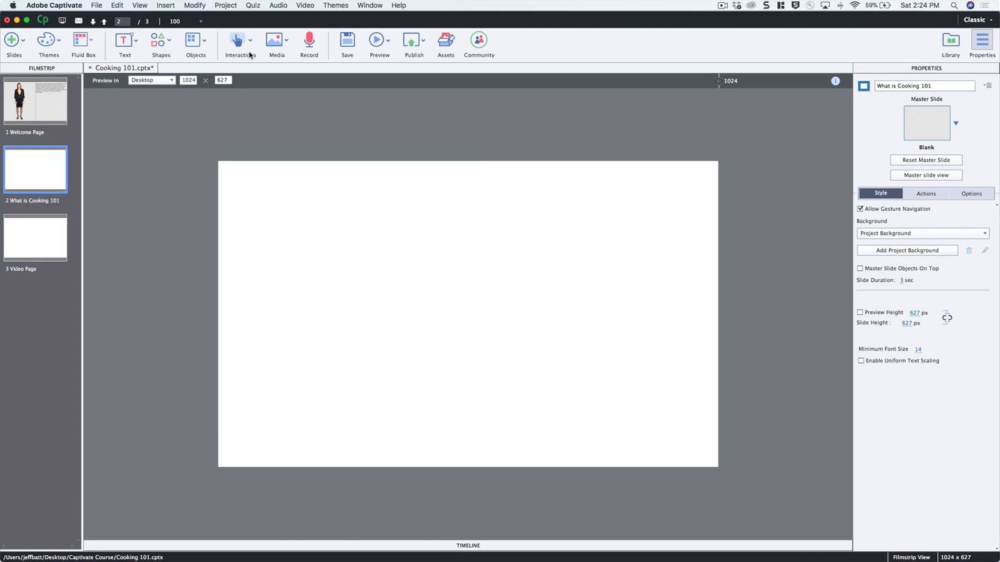 Adobe Captivate File Edit View Insert Modify Project Quiz Audio Video Themes Window Help 59% Sat 2:24 PM
Cp 2 / 3 100 Classic
Slides Themes Fluid Box Text Shapes Objects Interactions Media Record Save Preview Publish Assets Community Library Properties
FILMSTRIP × Cooking 101.cptx* PROPERTIES
Preview in Desktop 1024 × 627 1024
What is Cooking 101
Master Slide
1 Welcome Page
Blank
Reset Master Slide
Master slide view
Style Actions Options
2 What is Cooking 101
Allow Gesture Navigation
Background
Project Background
Add Project Background
3 Video Page
Master Slide Objects On Top
Slide Duration: 3 sec
Preview Height 627 px
Slide Height : 627 px
Minimum Font Size 14
Enable Uniform Text Scaling
TIMELINE
/Users/jeffbatt/Desktop/Captivate Course/Cooking 101.cptx Filmstrip View 1024 x 627